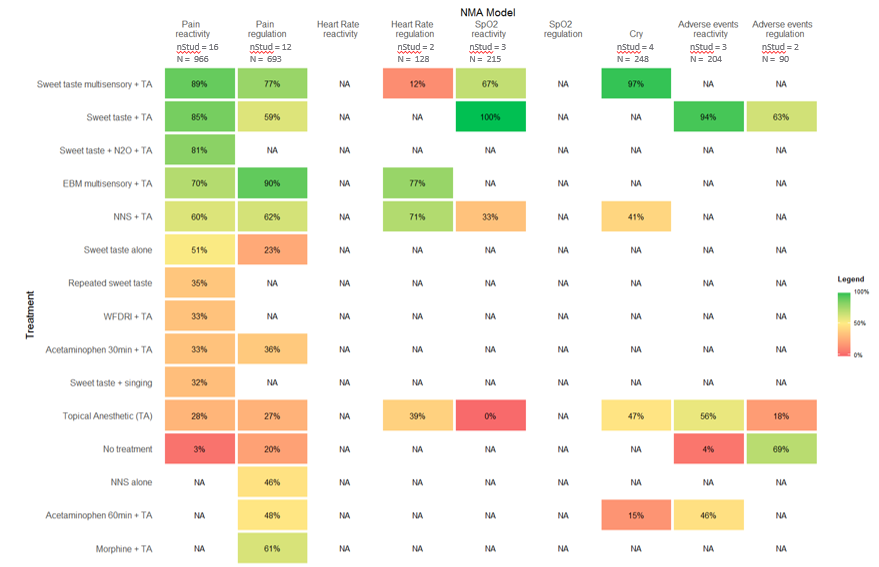 NMA Model
Pain reactivity
nStud = 16
N = 966
Pain regulation
nStud = 12
N = 693
Heart Rate reactivity
Heart Rate regulation
nStud = 2
N = 128
SpO2 reactivity
nStud = 3
N = 215
SpO2 regulation
Cry
nStud = 4
N = 248
Adverse events reactivity
nStud = 3
N = 204
Adverse events regulation
nStud = 2
N = 90
Treatment
Sweet taste multisensory + TA 89% 77% NA 12% 67% NA 97% NA NA
Sweet taste + TA 85% 59% NA NA 100% NA NA 94% 63%
Sweet taste + N2O + TA 81% NA NA NA NA NA NA NA NA
EBM multisensory + TA 70% 90% NA 77% NA NA NA NA NA
NNS + TA 60% 62% NA 71% 33% NA 41% NA NA
Sweet taste alone 51% 23% NA NA NA NA NA NA NA
Repeated sweet taste 35% NA NA NA NA NA NA NA NA
WFDRI + TA 33% NA NA NA NA NA NA NA NA
Acetaminophen 30min + TA 33% 36% NA NA NA NA NA NA NA
Sweet taste + singing 32% NA NA NA NA NA NA NA NA
Topical Anesthetic (TA) 28% 27% NA 39% 0% NA 47% 56% 18%
No treatment 3% 20% NA NA NA NA NA 4% 69%
NNS alone NA 46% NA NA NA NA NA NA NA
Acetaminophen 60min + TA NA 48% NA NA NA NA 15% 46% NA
Morphine + TA NA 61% NA NA NA NA NA NA NA
Legend
100%
50%
0%